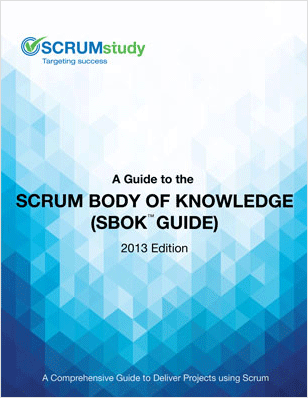 SCRUMstudy
Targeting success
A Guide to the
SCRUM BODY OF KNOWLEDGE
(SBOK™ GUIDE)
2013 Edition
A Comprehensive Guide to Deliver Projects using Scrum